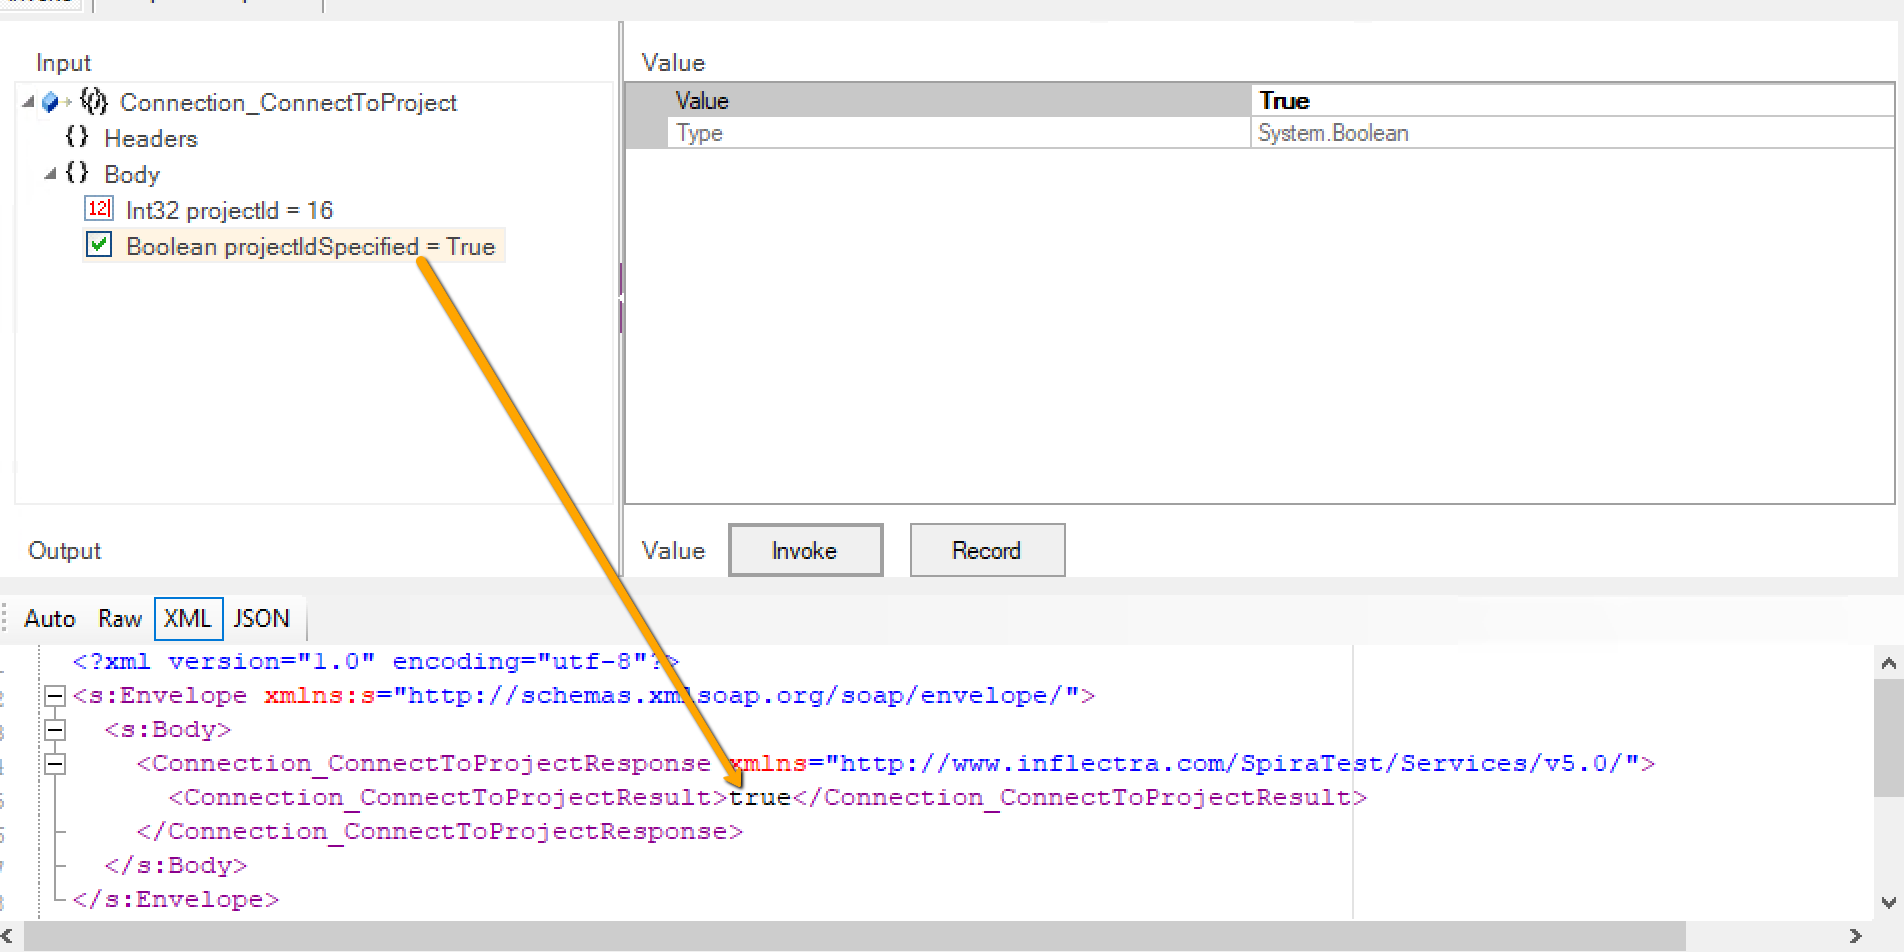 Input
Connection_ConnectToProject
Headers
Body
Int32 projectId = 16
Boolean projectIdSpecified = True
Value
Value True
Type System.Boolean
Output
Value Invoke Record
Auto Raw XML JSON
<?xml version="1.0" encoding="utf-8"?>
<s:Envelope xmlns:s="http://schemas.xmlsoap.org/soap/envelope/">
<s:Body>
<Connection_ConnectToProjectResponse xmlns="http://www.inflectra.com/SpiraTest/Services/v5.0/">
<Connection_ConnectToProjectResult>true</Connection_ConnectToProjectResult>
</Connection_ConnectToProjectResponse>
</s:Body>
</s:Envelope>